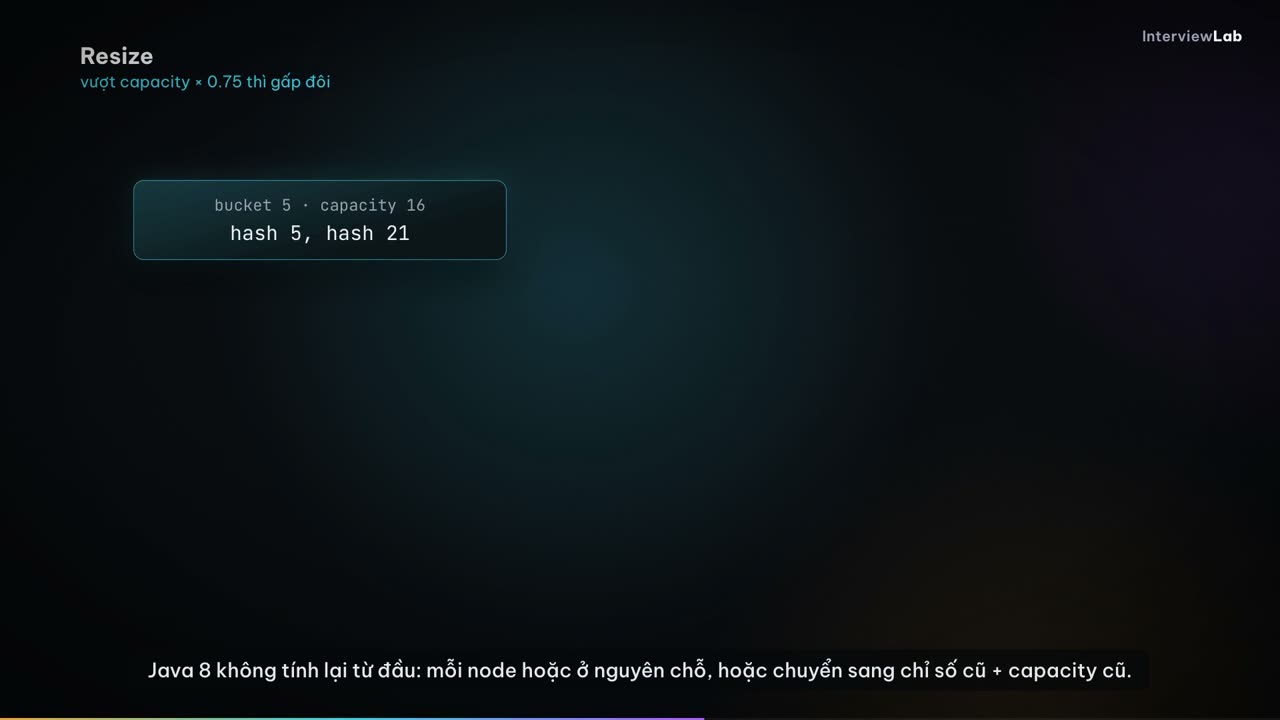 InterviewLab
Resize
vượt capacity × 0.75 thì gấp đôi
bucket 5 · capacity 16
hash 5, hash 21
Java 8 không tính lại từ đầu: mỗi node hoặc ở nguyên chỗ, hoặc chuyển sang chỉ số cũ + capacity cũ.